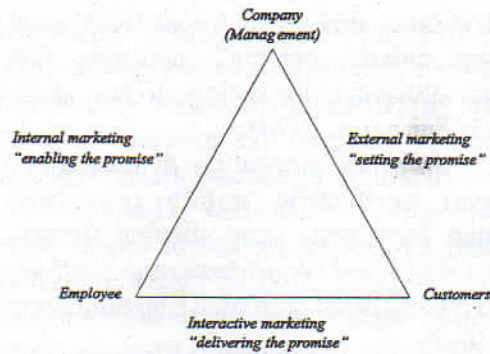 Company
(Management)
Internal marketing
"enabling the promise"
External marketing
"setting the promise"
Employee
Customers
Interactive marketing
"delivering the promise"